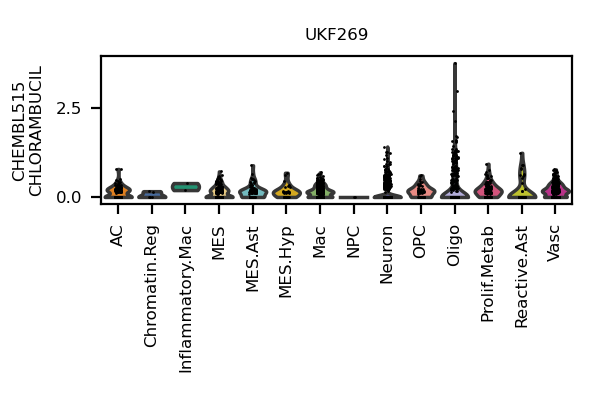 UKF269
CHEMBL515
CHLORAMBUCIL
2.5
0.0
AC
Chromatin.Reg
Inflammatory.Mac
MES
MES.Ast
MES.Hyp
Mac
NPC
Neuron
OPC
Oligo
Prolif.Metab
Reactive.Ast
Vasc